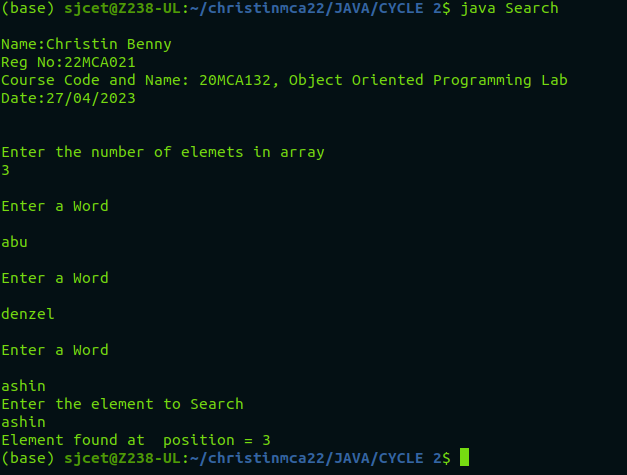 (base) sjcet@Z238-UL:~/christinmca22/JAVA/CYCLE 2$ java Search
Name:Christin Benny
Reg No:22MCA021
Course Code and Name: 20MCA132, Object Oriented Programming Lab
Date:27/04/2023
Enter the number of elemets in array
3
Enter a Word
abu
Enter a Word
denzel
Enter a Word
ashin
Enter the element to Search
ashin
Element found at  position = 3
(base) sjcet@Z238-UL:~/christinmca22/JAVA/CYCLE 2$